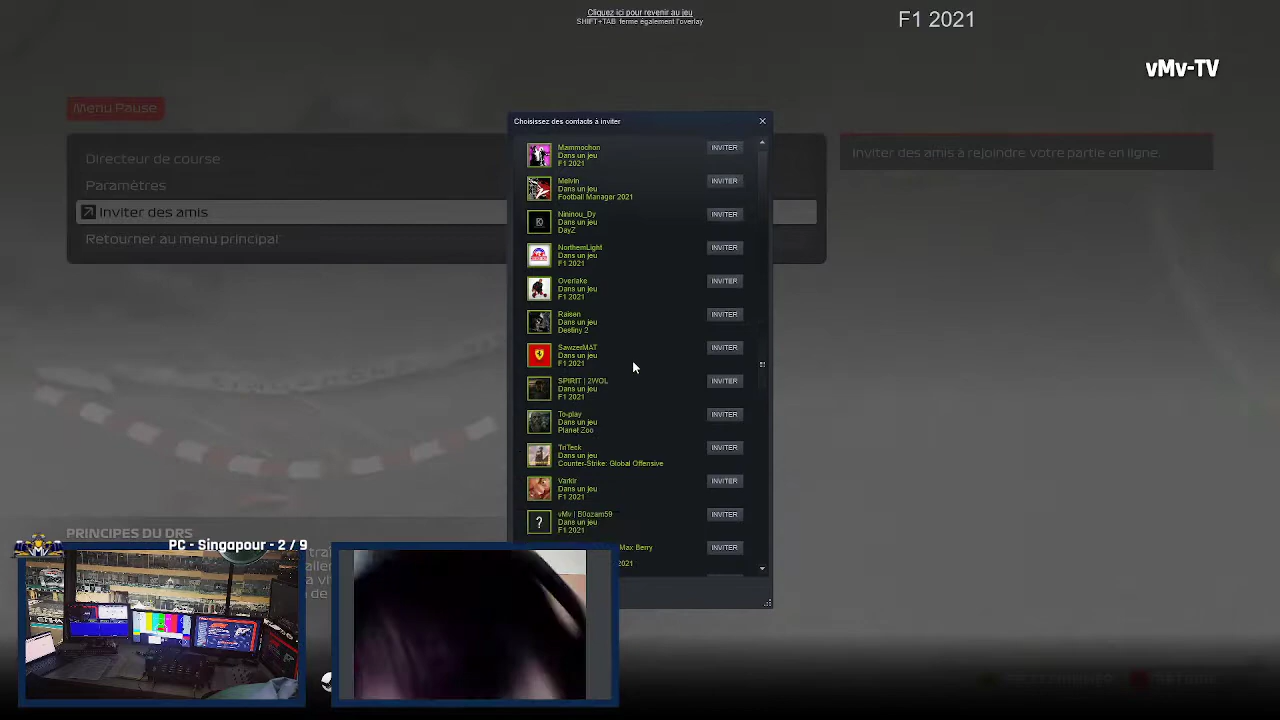 Cliquez ici pour revenir au jeu
SHIFT+TAB ferme également l'overlay
F1 2021
vMv-TV
Menu Pause
Directeur de course
Paramètres
Inviter des amis
Retourner au menu principal
Inviter des amis à rejoindre votre partie en ligne.
Choisissez des contacts à inviter
Mammochon
Dans un jeu
F1 2021
INVITER
Melvin
Dans un jeu
Football Manager 2021
INVITER
Nininou_Dy
Dans un jeu
DayZ
INVITER
NorthernLight
Dans un jeu
F1 2021
INVITER
Overlake
Dans un jeu
F1 2021
INVITER
Raisen
Dans un jeu
Destiny 2
INVITER
SawzerMAT
Dans un jeu
F1 2021
INVITER
SPIRIT | 2WOL
Dans un jeu
F1 2021
INVITER
To-play
Dans un jeu
Planet Zoo
INVITER
TriTeck
Dans un jeu
Counter-Strike: Global Offensive
INVITER
Varkir
Dans un jeu
F1 2021
INVITER
vMv | B0ozam59
Dans un jeu
F1 2021
INVITER
Max Berry
2021
INVITER
PRINCIPES DU DRS
PC - Singapour - 2 / 9